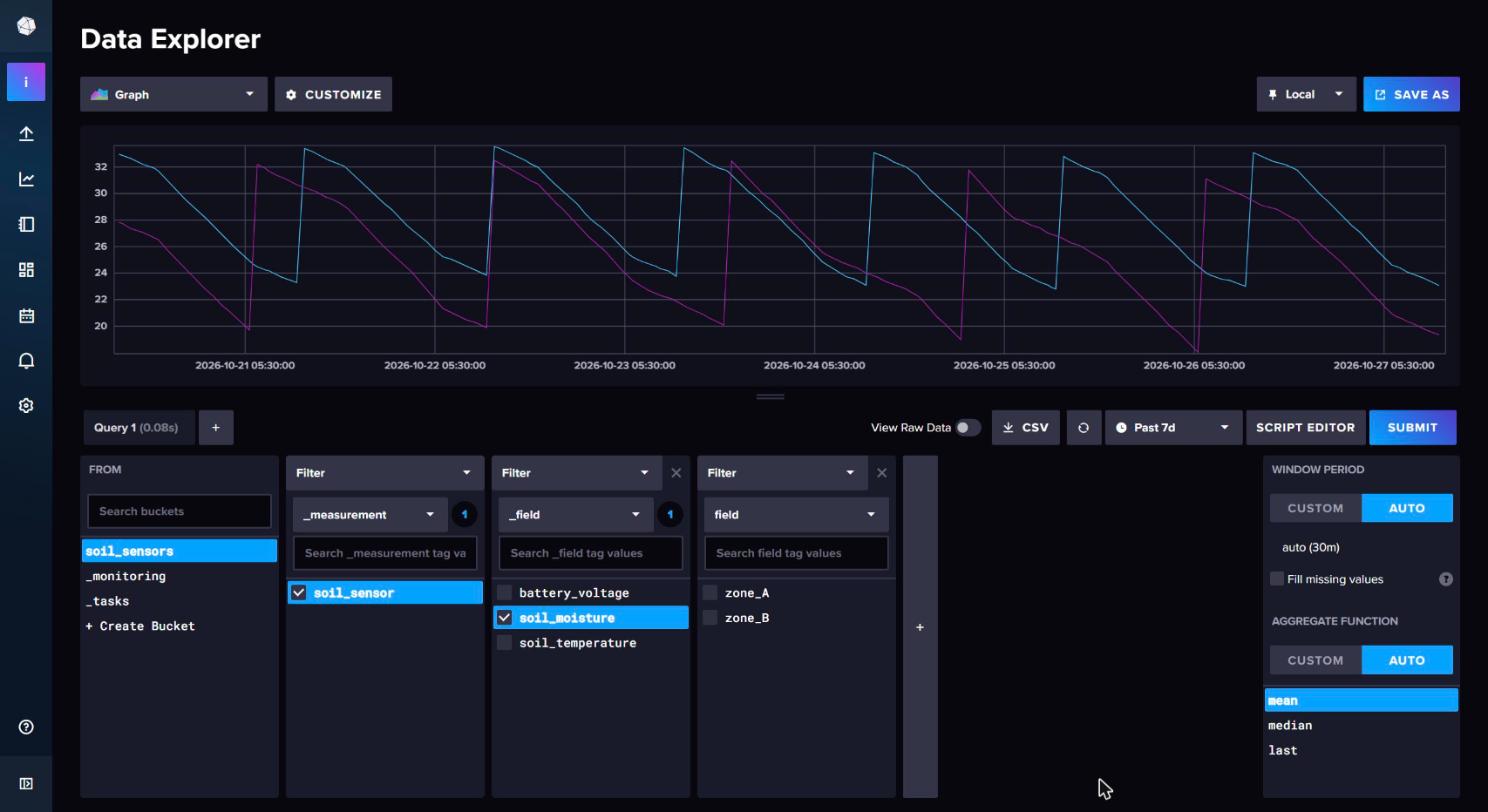 i
Data Explorer
Graph
CUSTOMIZE
Local
SAVE AS
32
30
28
26
24
22
20
2026-10-21 05:30:00
2026-10-22 05:30:00
2026-10-23 05:30:00
2026-10-24 05:30:00
2026-10-25 05:30:00
2026-10-26 05:30:00
2026-10-27 05:30:00
Query 1 (0.08s)
+
View Raw Data
CSV
Past 7d
SCRIPT EDITOR
SUBMIT
FROM
Search buckets
soil_sensors
_monitoring
_tasks
+ Create Bucket
Filter
_measurement
1
Search _measurement tag va
soil_sensor
Filter
_field
1
Search _field tag values
battery_voltage
soil_moisture
soil_temperature
Filter
field
Search field tag values
zone_A
zone_B
+
WINDOW PERIOD
CUSTOM
AUTO
auto (30m)
Fill missing values
?
AGGREGATE FUNCTION
CUSTOM
AUTO
mean
median
last